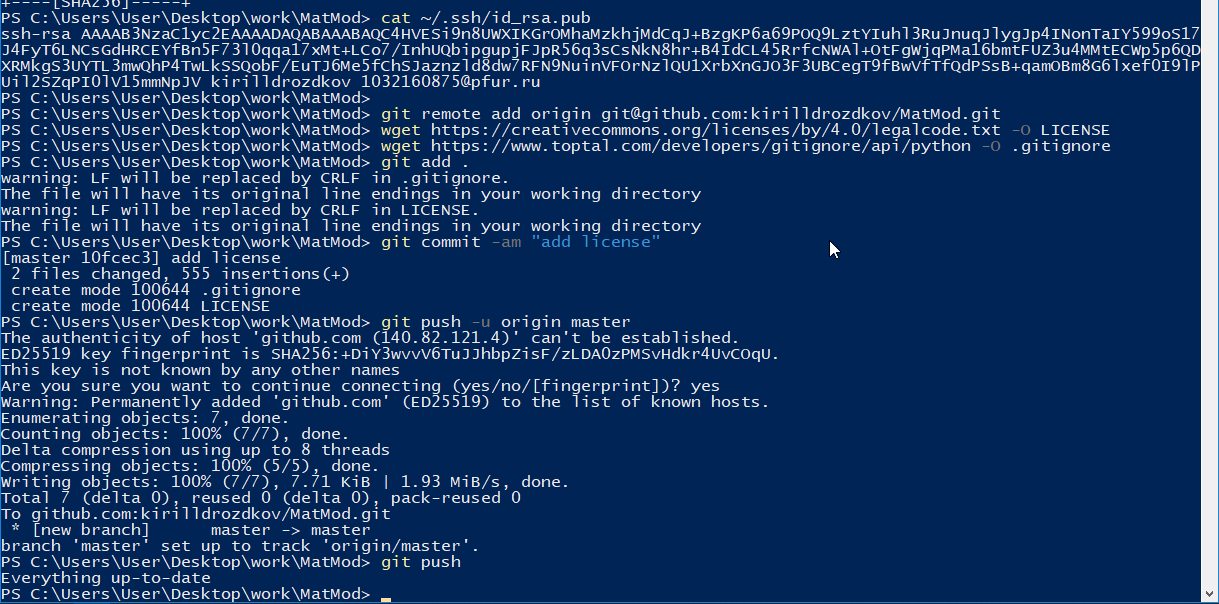 +----[SHA256]-----+
PS C:\Users\User\Desktop\work\MatMod> cat ~/.ssh/id_rsa.pub
ssh-rsa AAAAB3NzaC1yc2EAAAADAQABAAABAQC4HVESi9n8UWXIKGrOMhaMzkhjMdCqJ+BzgKP6a69POQ9LztYIuhl3RuJnuqJlygJp4INonTaIY599oS17
J4FyT6LNCsGdHRCEYfBn5F73l0qqa17xMt+LCo7/InhUQbipgupjFJpR56q3sCsNkN8hr+B4IdCL45RrfcNWAl+OtFgWjqPMa16bmtFUZ3u4MMtECWp5p6QD
XRMkgS3UYTL3mwQhP4TwLkSSQobF/EuTJ6Me5fChSJaznzld8dw7RFN9NuinVFOrNzlQU1XrbXnGJO3F3UBCegT9fBwVfTfQdPSsB+qamOBm8G6lxef0I9lP
Uil2SZqPI0lVl5mmNpJV kirilldrozdkov 1032160875@pfur.ru
PS C:\Users\User\Desktop\work\MatMod>
PS C:\Users\User\Desktop\work\MatMod> git remote add origin git@github.com:kirilldrozdkov/MatMod.git
PS C:\Users\User\Desktop\work\MatMod> wget https://creativecommons.org/licenses/by/4.0/legalcode.txt -O LICENSE
PS C:\Users\User\Desktop\work\MatMod> wget https://www.toptal.com/developers/gitignore/api/python -O .gitignore
PS C:\Users\User\Desktop\work\MatMod> git add .
warning: LF will be replaced by CRLF in .gitignore.
The file will have its original line endings in your working directory
warning: LF will be replaced by CRLF in LICENSE.
The file will have its original line endings in your working directory
PS C:\Users\User\Desktop\work\MatMod> git commit -am "add license"
[master 10fcec3] add license
 2 files changed, 555 insertions(+)
 create mode 100644 .gitignore
 create mode 100644 LICENSE
PS C:\Users\User\Desktop\work\MatMod> git push -u origin master
The authenticity of host 'github.com (140.82.121.4)' can't be established.
ED25519 key fingerprint is SHA256:+DiY3wvvV6TuJJhbpZisF/zLDA0zPMSvHdkr4UvCOqU.
This key is not known by any other names
Are you sure you want to continue connecting (yes/no/[fingerprint])? yes
Warning: Permanently added 'github.com' (ED25519) to the list of known hosts.
Enumerating objects: 7, done.
Counting objects: 100% (7/7), done.
Delta compression using up to 8 threads
Compressing objects: 100% (5/5), done.
Writing objects: 100% (7/7), 7.71 KiB | 1.93 MiB/s, done.
Total 7 (delta 0), reused 0 (delta 0), pack-reused 0
To github.com:kirilldrozdkov/MatMod.git
 * [new branch]      master -> master
branch 'master' set up to track 'origin/master'.
PS C:\Users\User\Desktop\work\MatMod> git push
Everything up-to-date
PS C:\Users\User\Desktop\work\MatMod>